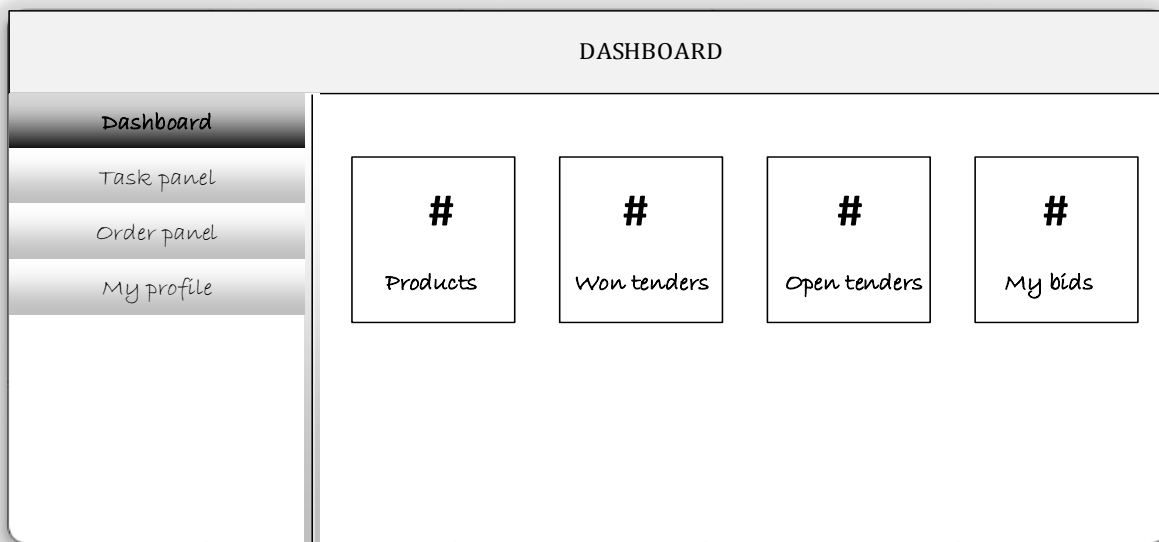 DASHBOARD
Dashboard
Task panel
Order panel
My profile
# # # #
Products Won tenders Open tenders My bids